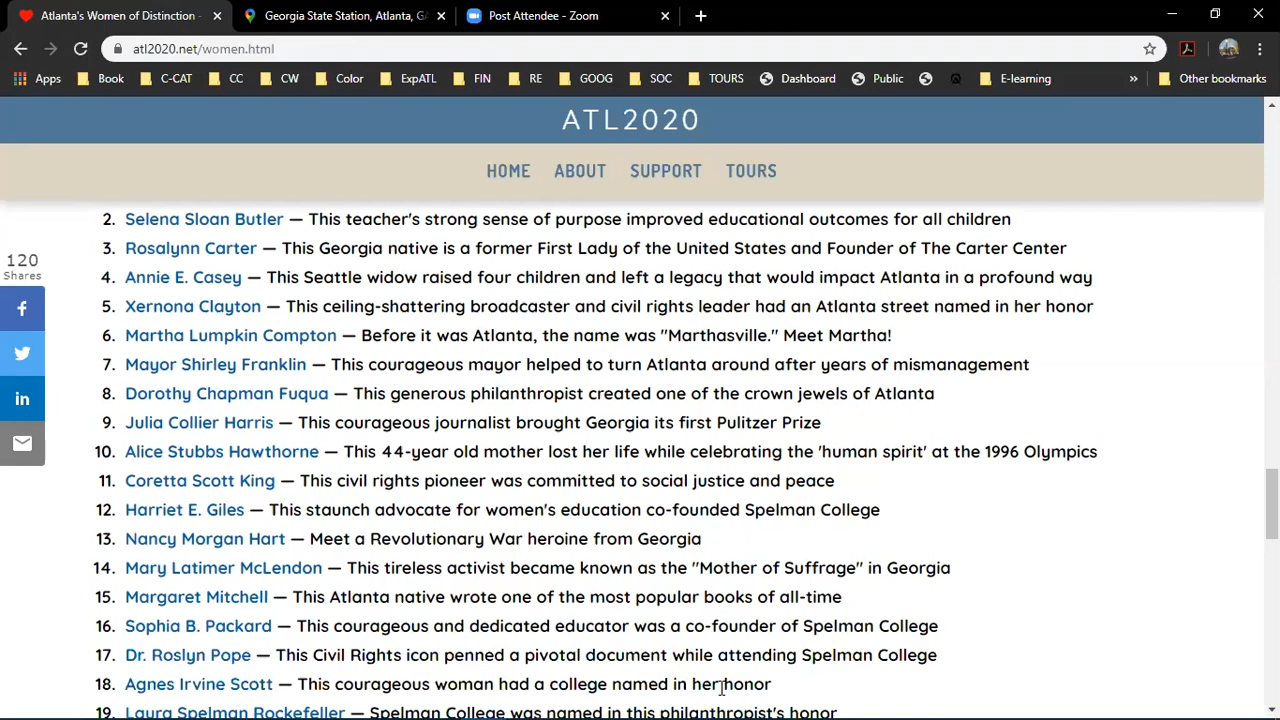 Atlanta's Women of Distinction -
Georgia State Station, Atlanta, GA
Post Attendee - Zoom
atl2020.net/women.html
Apps Book C-CAT CC CW Color ExpATL FIN RE GOOG SOC TOURS Dashboard Public E-learning » Other bookmarks
ATL2020
HOME ABOUT SUPPORT TOURS
120
Shares
2. Selena Sloan Butler — This teacher's strong sense of purpose improved educational outcomes for all children
3. Rosalynn Carter — This Georgia native is a former First Lady of the United States and Founder of The Carter Center
4. Annie E. Casey — This Seattle widow raised four children and left a legacy that would impact Atlanta in a profound way
5. Xernona Clayton — This ceiling-shattering broadcaster and civil rights leader had an Atlanta street named in her honor
6. Martha Lumpkin Compton — Before it was Atlanta, the name was "Marthasville." Meet Martha!
7. Mayor Shirley Franklin — This courageous mayor helped to turn Atlanta around after years of mismanagement
8. Dorothy Chapman Fuqua — This generous philanthropist created one of the crown jewels of Atlanta
9. Julia Collier Harris — This courageous journalist brought Georgia its first Pulitzer Prize
10. Alice Stubbs Hawthorne — This 44-year old mother lost her life while celebrating the 'human spirit' at the 1996 Olympics
11. Coretta Scott King — This civil rights pioneer was committed to social justice and peace
12. Harriet E. Giles — This staunch advocate for women's education co-founded Spelman College
13. Nancy Morgan Hart — Meet a Revolutionary War heroine from Georgia
14. Mary Latimer McLendon — This tireless activist became known as the "Mother of Suffrage" in Georgia
15. Margaret Mitchell — This Atlanta native wrote one of the most popular books of all-time
16. Sophia B. Packard — This courageous and dedicated educator was a co-founder of Spelman College
17. Dr. Roslyn Pope — This Civil Rights icon penned a pivotal document while attending Spelman College
18. Agnes Irvine Scott — This courageous woman had a college named in her honor
19. Laura Spelman Rockefeller — Spelman College was named in this philanthropist's honor